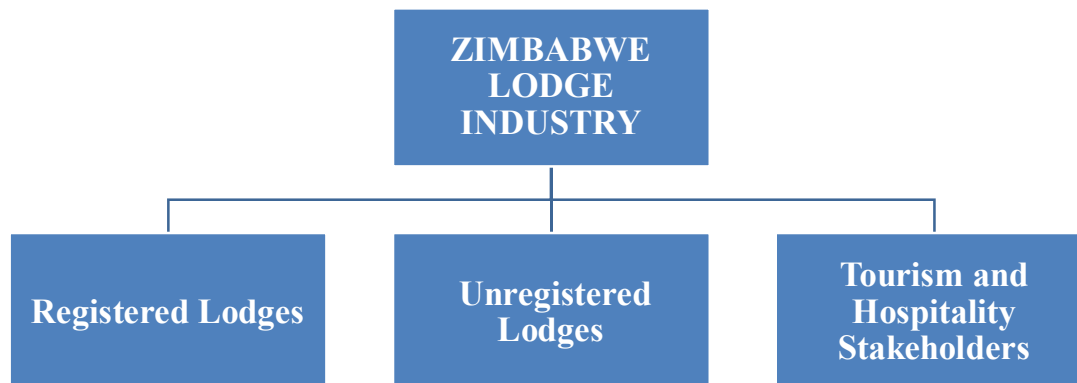 ZIMBABWE
LODGE
INDUSTRY
Registered Lodges
Unregistered
Lodges
Tourism and
Hospitality
Stakeholders